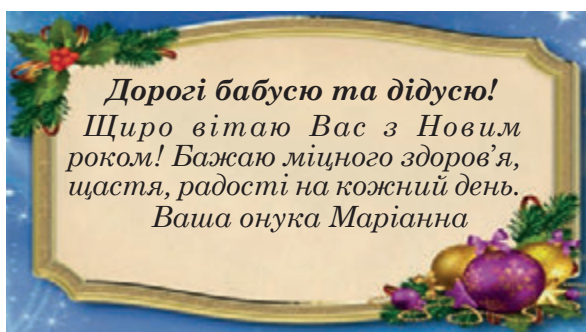 Дорогі бабусю та дідусю!
Щиро вітаю Вас з Новим
роком! Бажаю міцного здоров’я,
щастя, радості на кожний день.
Ваша онука Маріанна